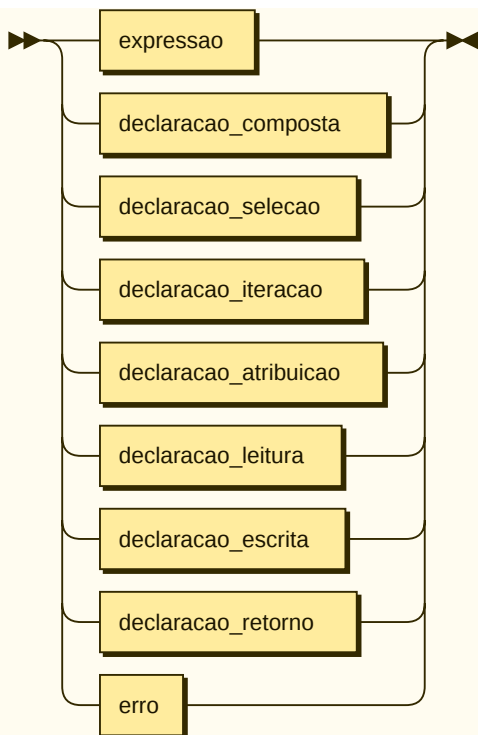 expressao
declaracao_composta
declaracao_selecao
declaracao_iteracao
declaracao_atribuicao
declaracao_leitura
declaracao_escrita
declaracao_retorno
erro